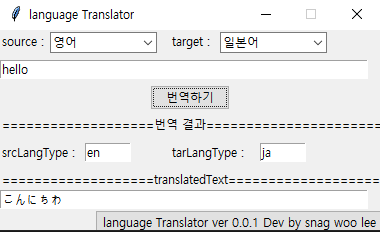 language Translator
source : 영어 target : 일본어
hello
번역하기
====================번역 결과====================
srcLangType : en tarLangType : ja
====================translatedText====================
こんにちわ
language Translator ver 0.0.1 Dev by snag woo lee